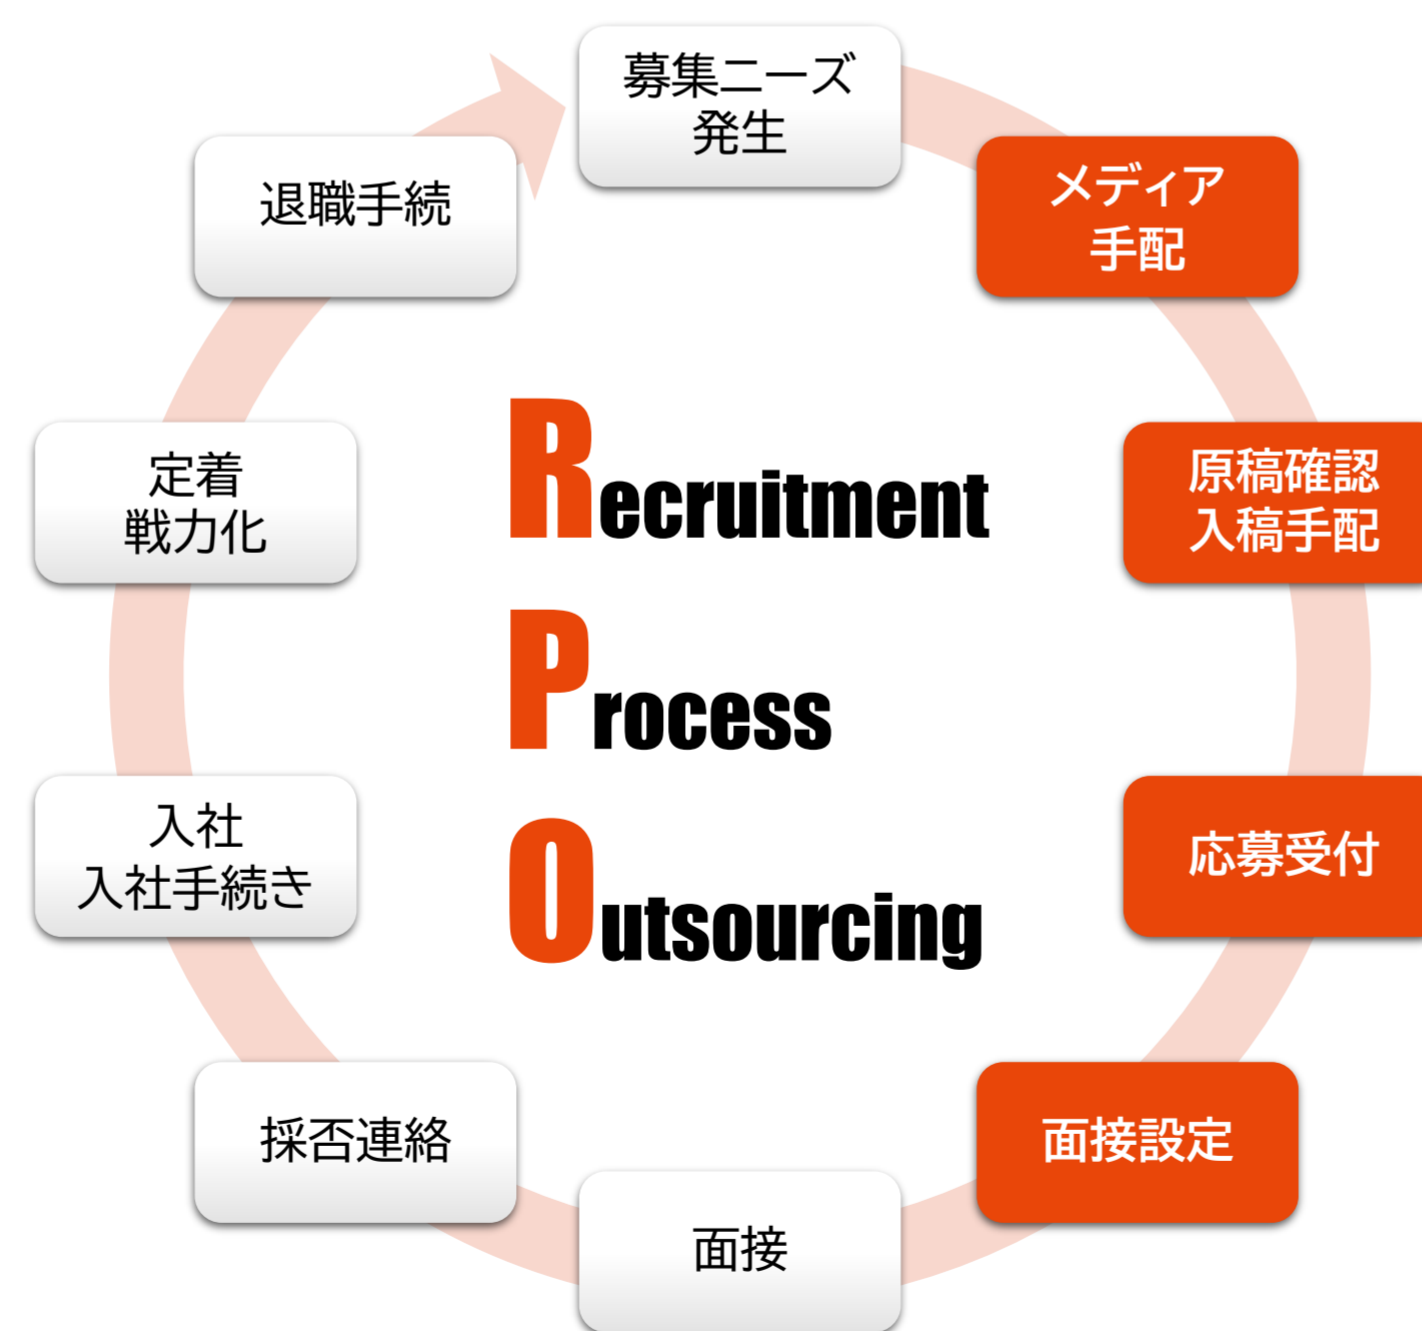 募集ニーズ
発生
メディア
手配
原稿確認
入稿手配
応募受付
面接設定
面接
採否連絡
入社
入社手続き
定着
戦力化
退職手続
Recruitment
Process
Outsourcing